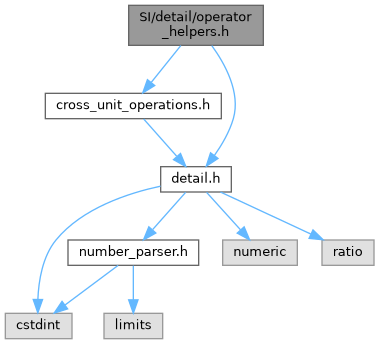 SI/detail/operator
_helpers.h
cross_unit_operations.h
detail.h
number_parser.h
numeric
ratio
cstdint
limits